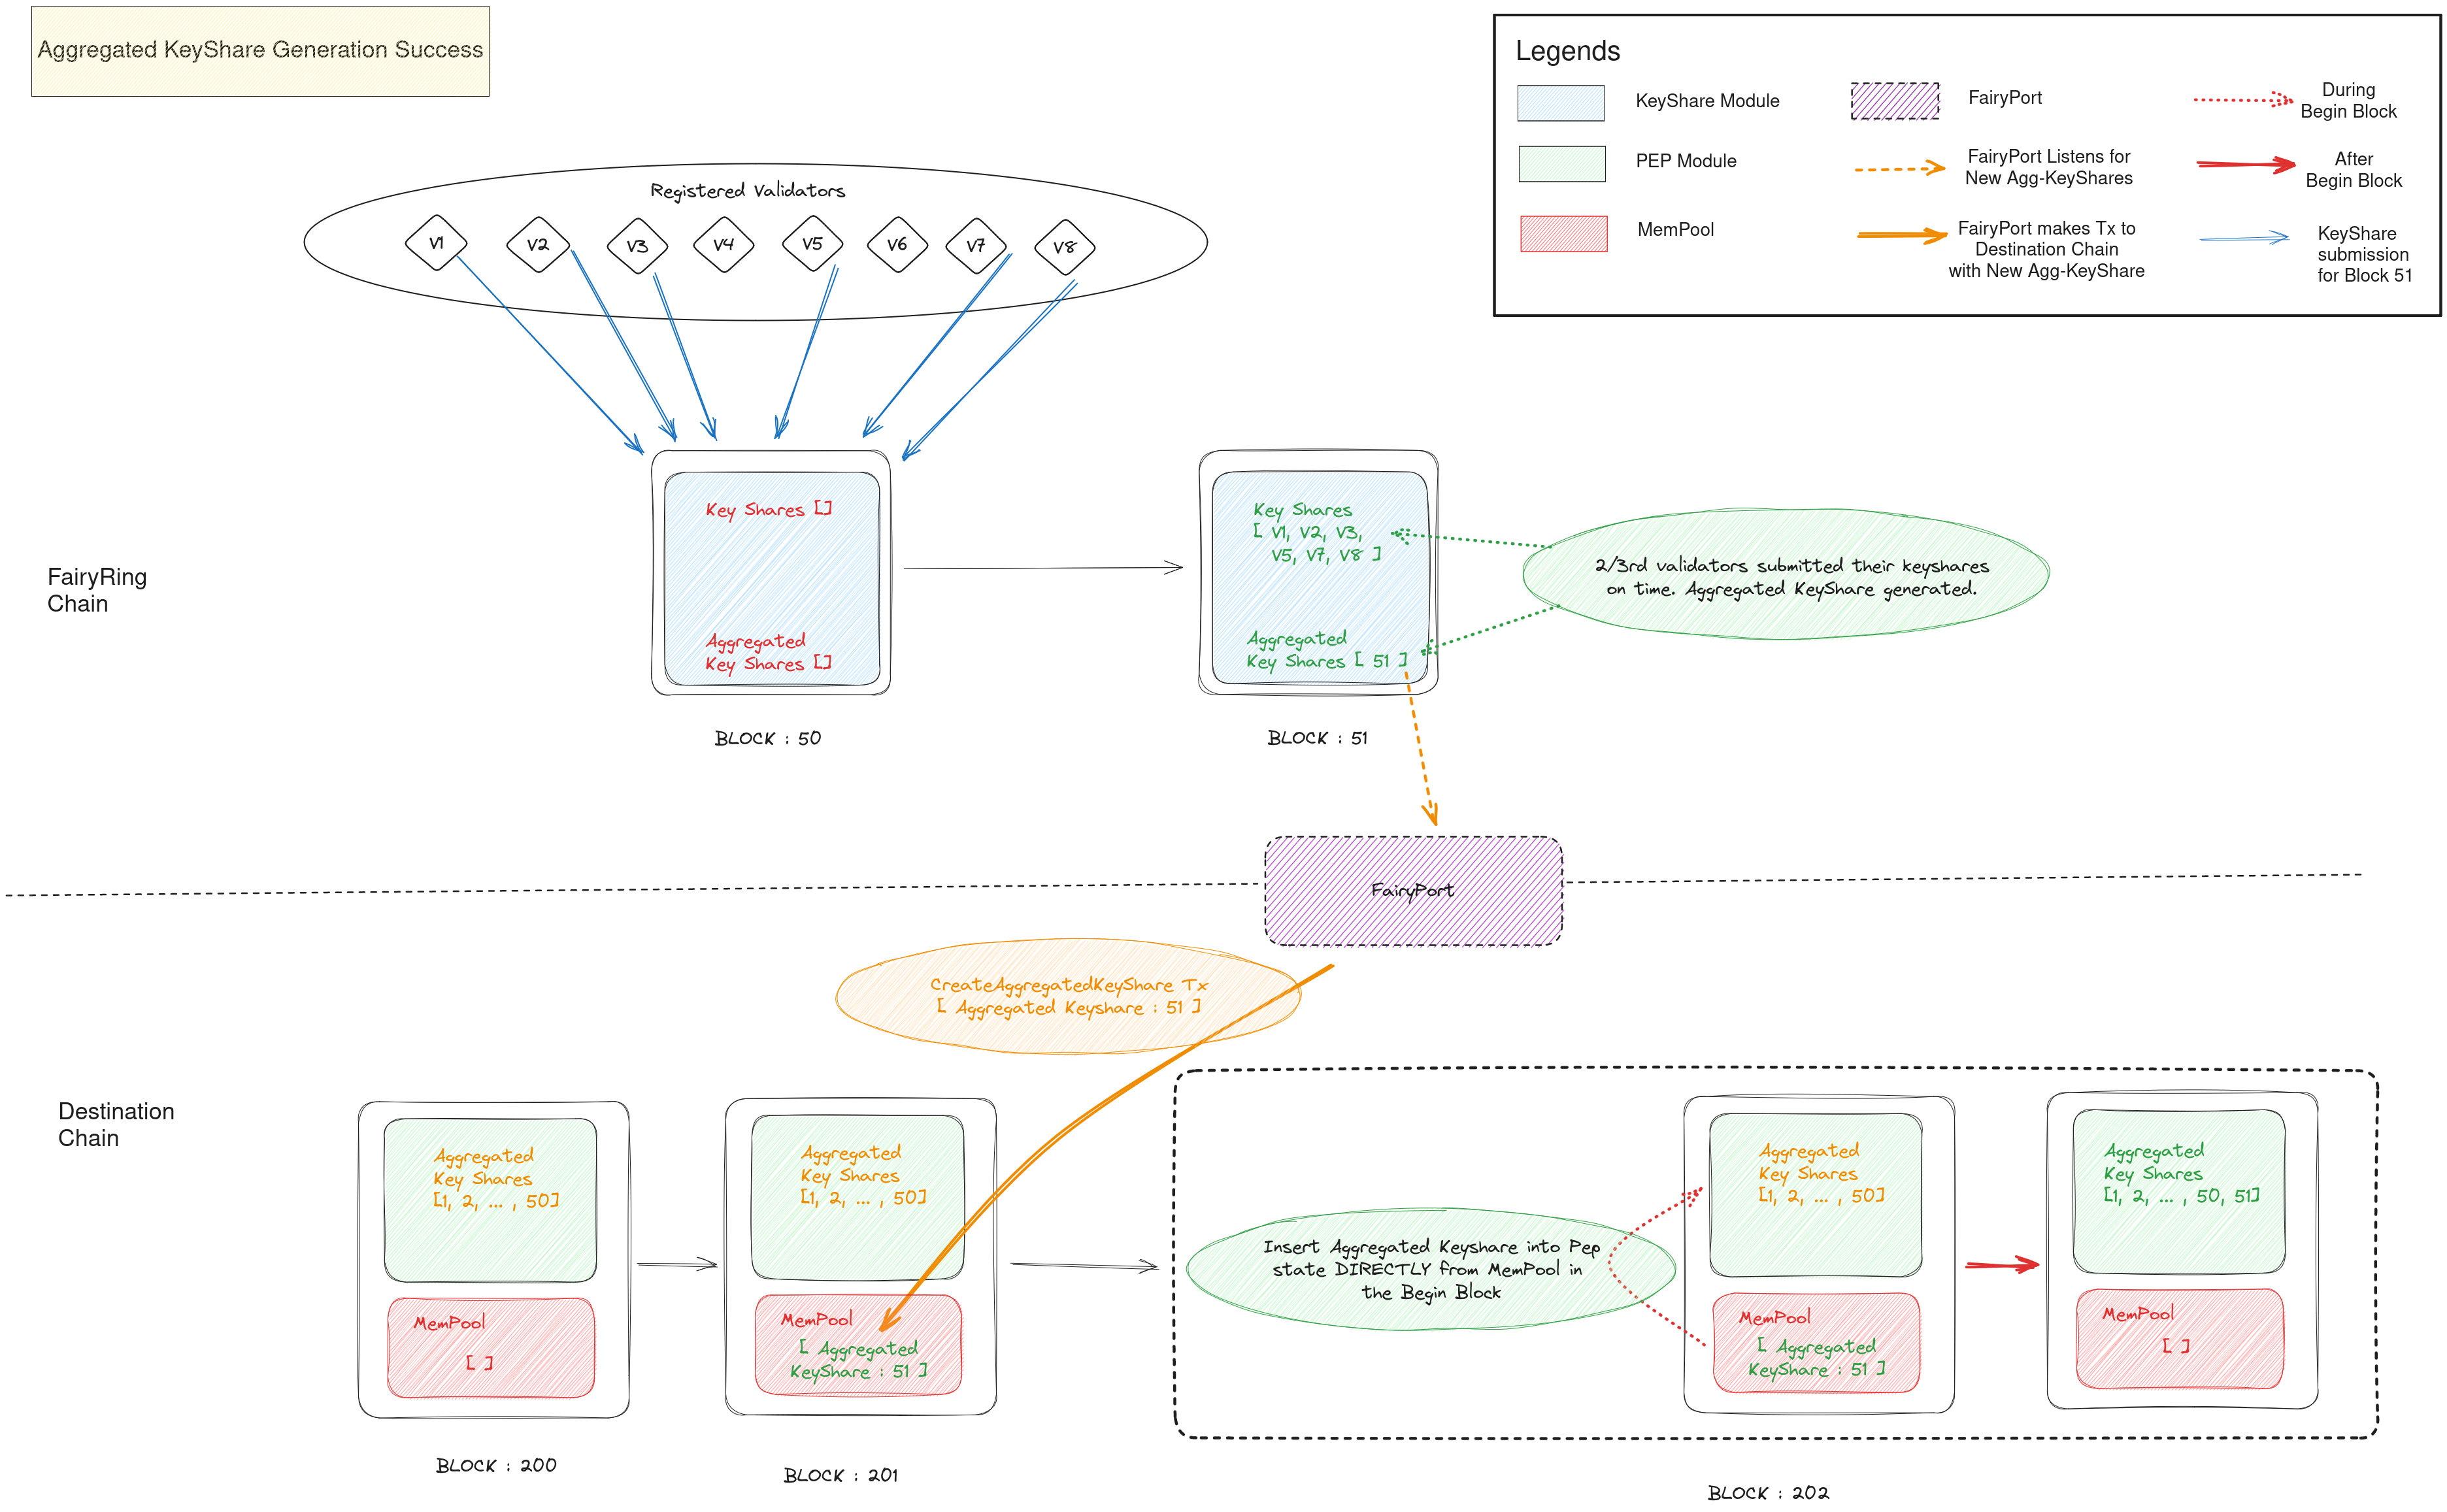 Aggregated KeyShare Generation Success
Legends
KeyShare Module
PEP Module
MemPool
FairyPort
FairyPort Listens for
New Agg-KeyShares
FairyPort makes Tx to
Destination Chain
with New Agg-KeyShare
During
Begin Block
After
Begin Block
KeyShare
submission
for Block 51
Registered Validators
V1 V2 V3 V4 V5 V6 V7 V8
FairyRing
Chain
Key Shares []
Aggregated
Key Shares []
BLOCK : 50
Key Shares
[ V1, V2, V3,
V5, V7, V8 ]
Aggregated
Key Shares [ 51 ]
BLOCK : 51
2/3rd validators submitted their keyshares
on time. Aggregated KeyShare generated.
FairyPort
CreateAggregatedKeyShare Tx
[ Aggregated Keyshare : 51 ]
Destination
Chain
Aggregated
Key Shares
[1, 2, ... , 50]
MemPool
[ ]
BLOCK : 200
Aggregated
Key Shares
[1, 2, ... , 50]
MemPool
[ Aggregated
KeyShare : 51 ]
BLOCK : 201
Insert Aggregated Keyshare into Pep
state DIRECTLY from MemPool in
the Begin Block
Aggregated
Key Shares
[1, 2, ... , 50]
MemPool
[ Aggregated
KeyShare : 51 ]
Aggregated
Key Shares
[1, 2, ... , 50, 51]
MemPool
[ ]
BLOCK : 202